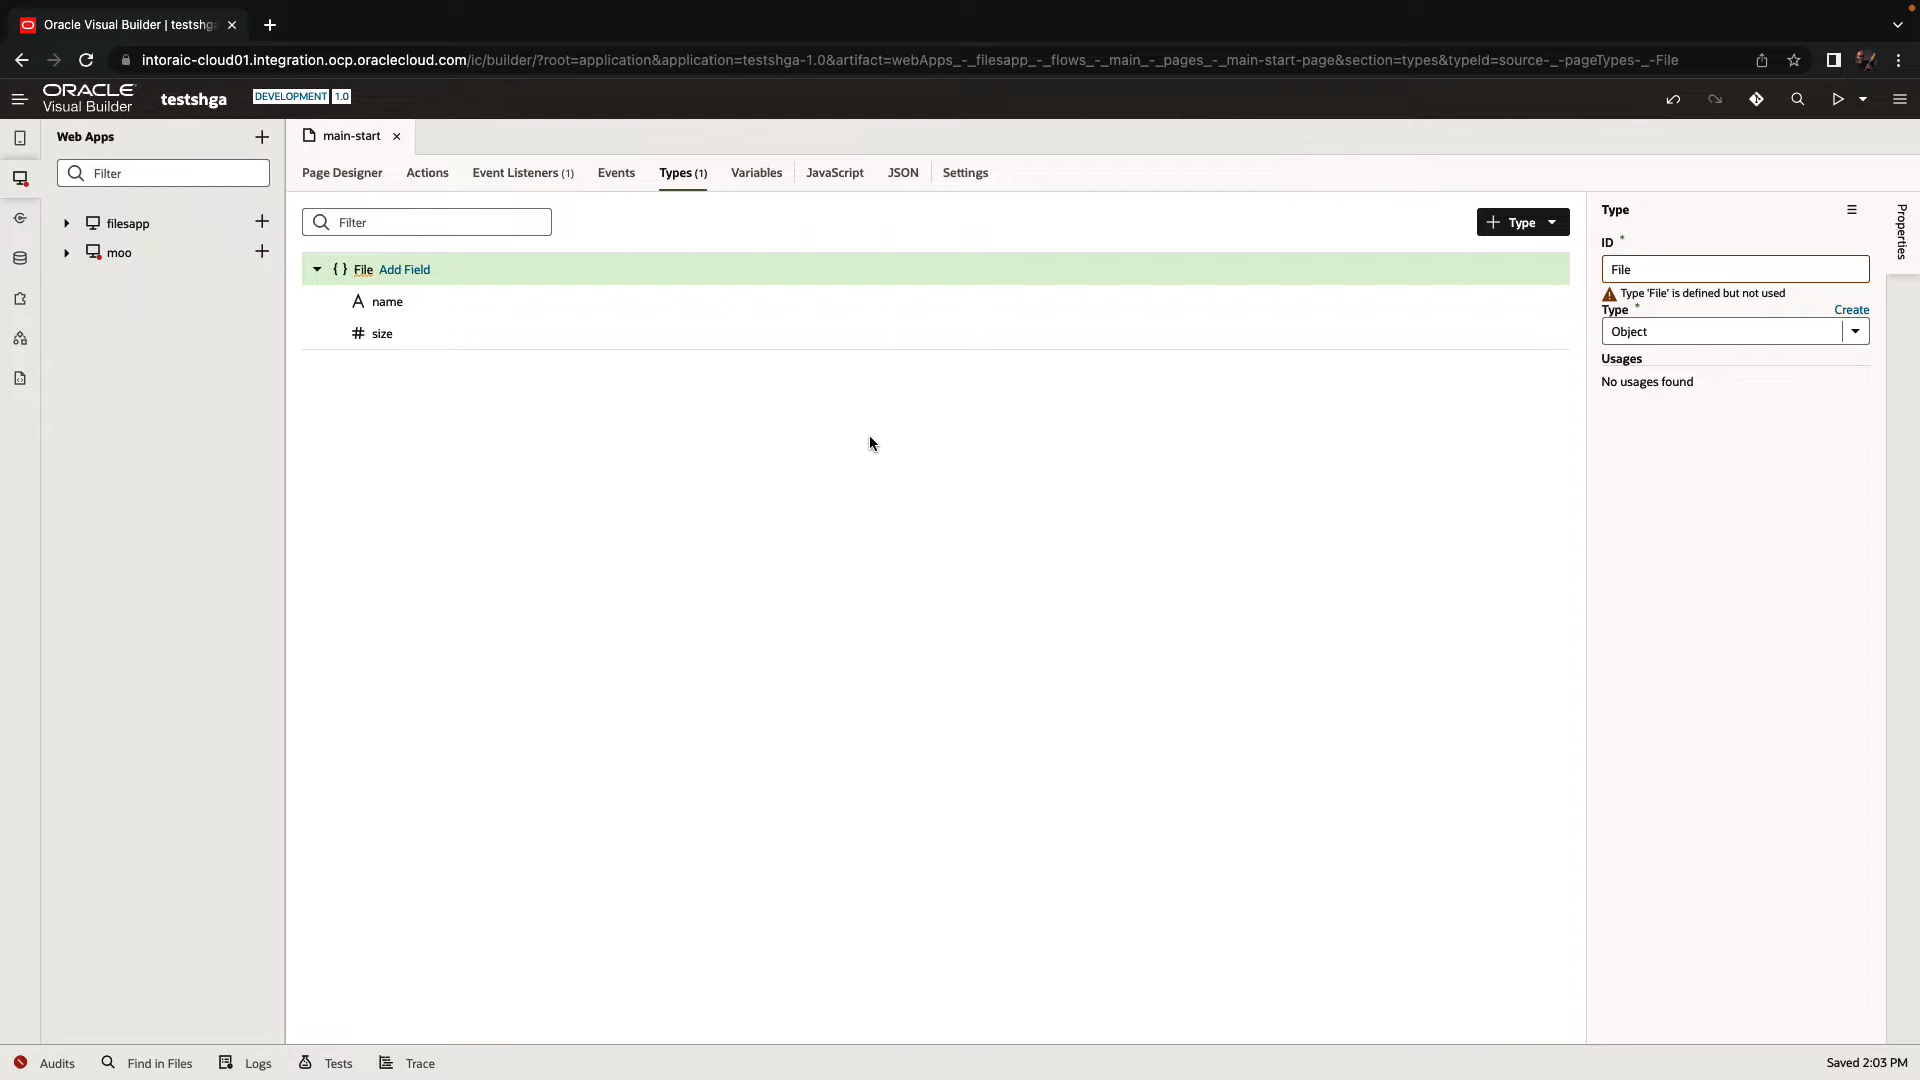 Oracle Visual Builder | testshga
intoraic-cloud01.integration.ocp.oraclecloud.com/ic/builder/?root=application&application=testshga-1.0&artifact=webApps_-_filesapp_-_flows_-_main_-_pages_-_main-start-page&section=types&typeId=source-_-pageTypes-_-File
ORACLE
Visual Builder
testshga
DEVELOPMENT 1.0
Web Apps
Filter
filesapp
moo
main-start
Page Designer Actions Event Listeners (1) Events Types (1) Variables JavaScript JSON Settings
Filter
Type
File Add Field
name
size
Type
ID *
File
Type 'File' is defined but not used
Type * Create
Object
Usages
No usages found
Properties
Audits Find in Files Logs Tests Trace
Saved 2:03 PM